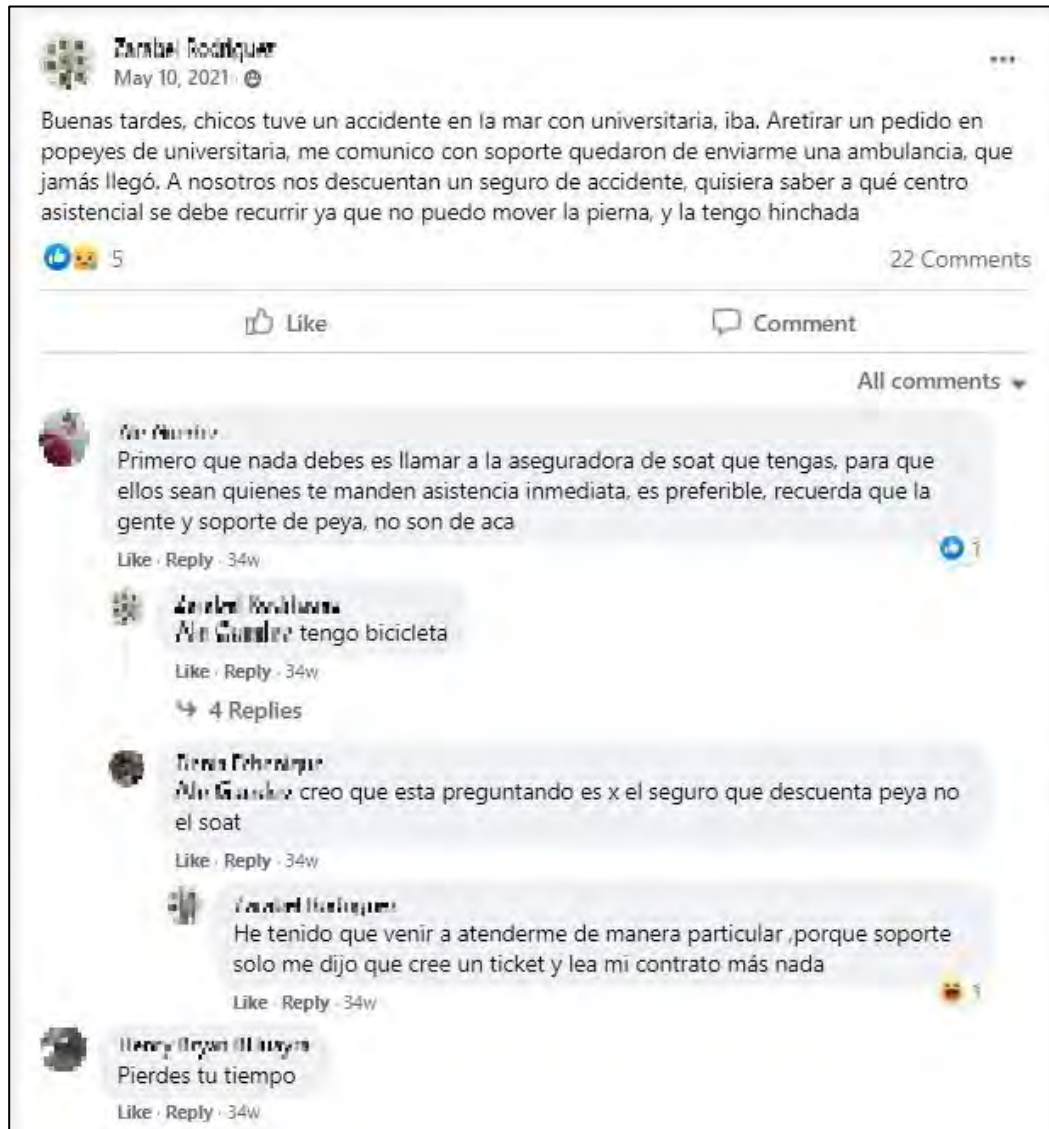 May 10, 2021
Buenas tardes, chicos tuve un accidente en la mar con universitaria, iba. Aretirar un pedido en
popeyes de universitaria, me comunico con soporte quedaron de enviarme una ambulancia, que
jamás llegó. A nosotros nos descuentan un seguro de accidente, quisiera saber a qué centro
asistencial se debe recurrir ya que no puedo mover la pierna, y la tengo hinchada
5 22 Comments
Like Comment
All comments
Primero que nada debes es llamar a la aseguradora de soat que tengas, para que
ellos sean quienes te manden asistencia inmediata, es preferible, recuerda que la
gente y soporte de peya, no son de aca
1
Like · Reply · 34w
tengo bicicleta
Like · Reply · 34w
4 Replies
creo que esta preguntando es x el seguro que descuenta peya no
el soat
Like · Reply · 34w
He tenido que venir a atenderme de manera particular ,porque soporte
solo me dijo que cree un ticket y lea mi contrato más nada
1
Like · Reply · 34w
Pierdes tu tiempo
Like · Reply · 34w